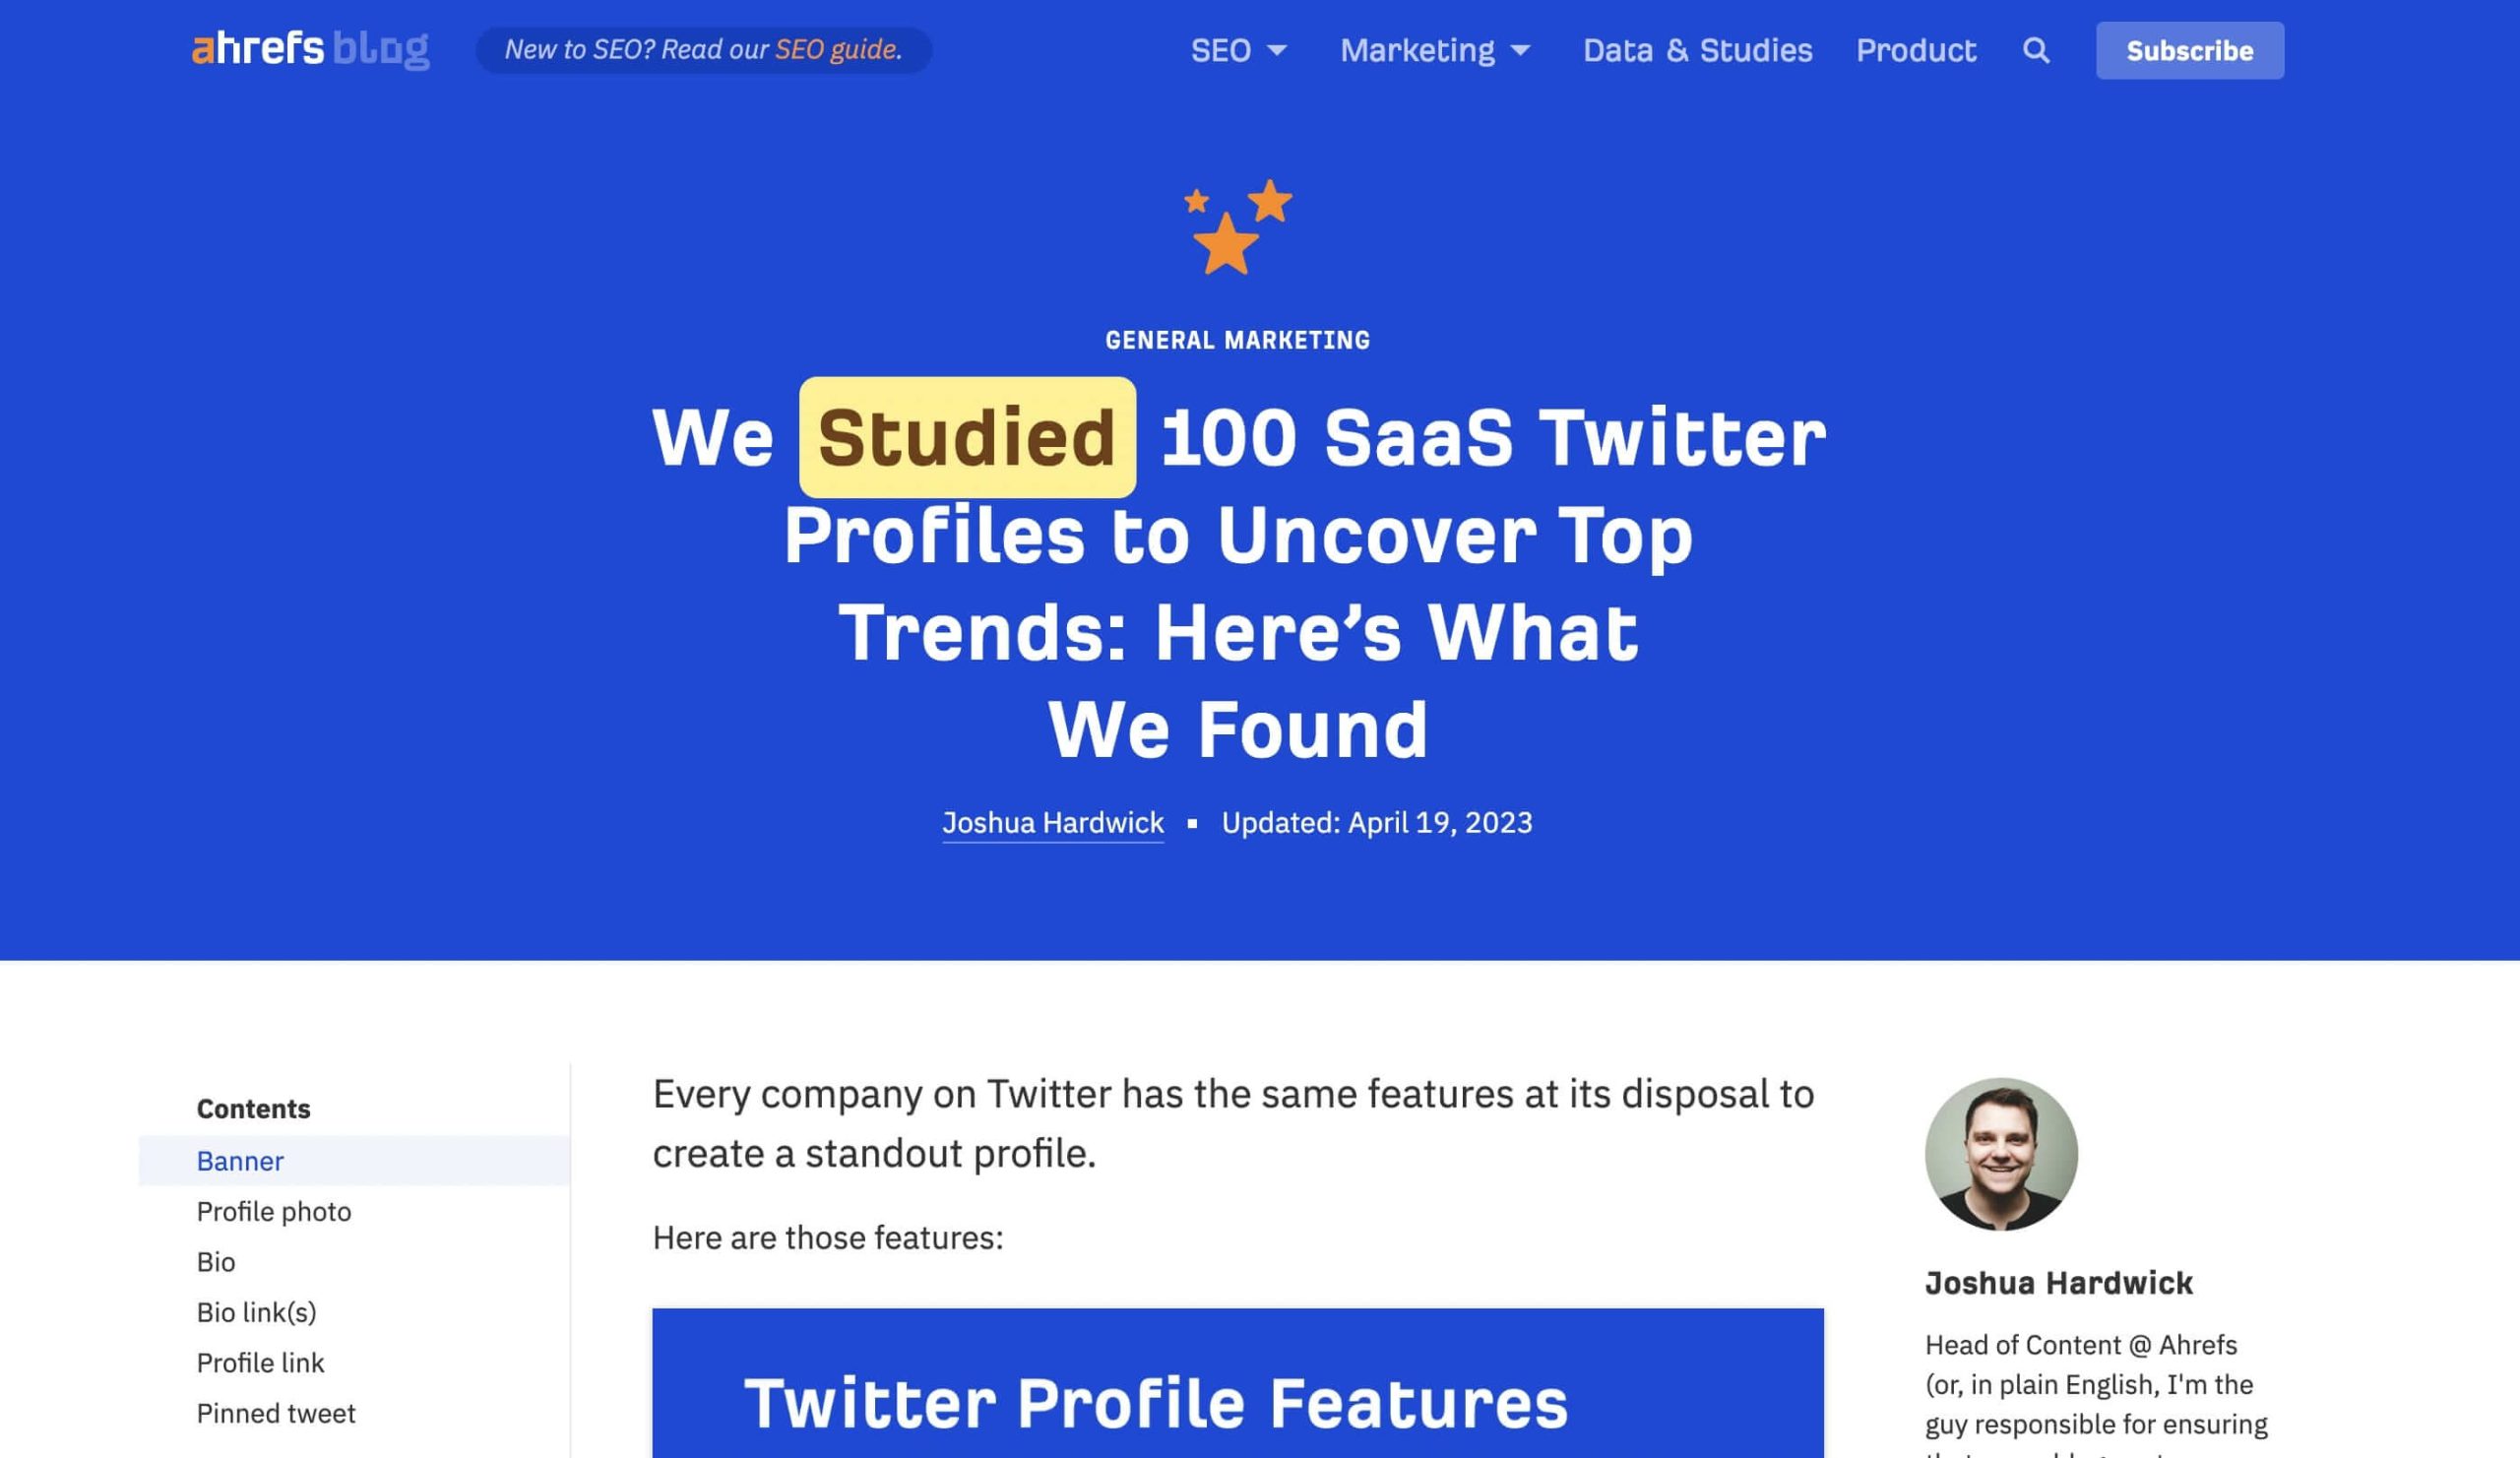 ahrefs blog
New to SEO? Read our SEO guide.
SEO
Marketing
Data & Studies
Product
Subscribe
GENERAL MARKETING
We Studied 100 SaaS Twitter
Profiles to Uncover Top
Trends: Here’s What
We Found
Joshua Hardwick ▪ Updated: April 19, 2023
Contents
Banner
Profile photo
Bio
Bio link(s)
Profile link
Pinned tweet
Every company on Twitter has the same features at its disposal to
create a standout profile.
Here are those features:
Twitter Profile Features
Joshua Hardwick
Head of Content @ Ahrefs
(or, in plain English, I'm the
guy responsible for ensuring